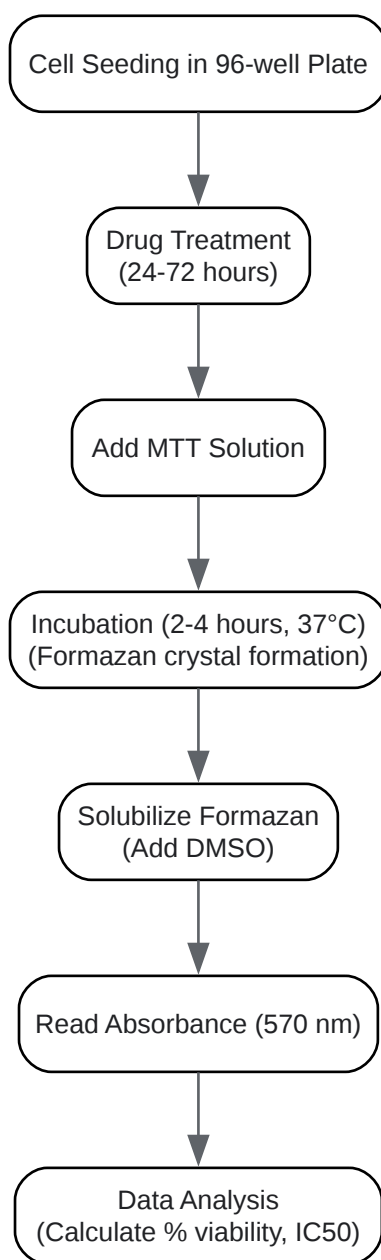 Cell Seeding in 96-well Plate
Drug Treatment
(24-72 hours)
Add MTT Solution
Incubation (2-4 hours, 37°C)
(Formazan crystal formation)
Solubilize Formazan
(Add DMSO)
Read Absorbance (570 nm)
Data Analysis
(Calculate % viability, IC50)